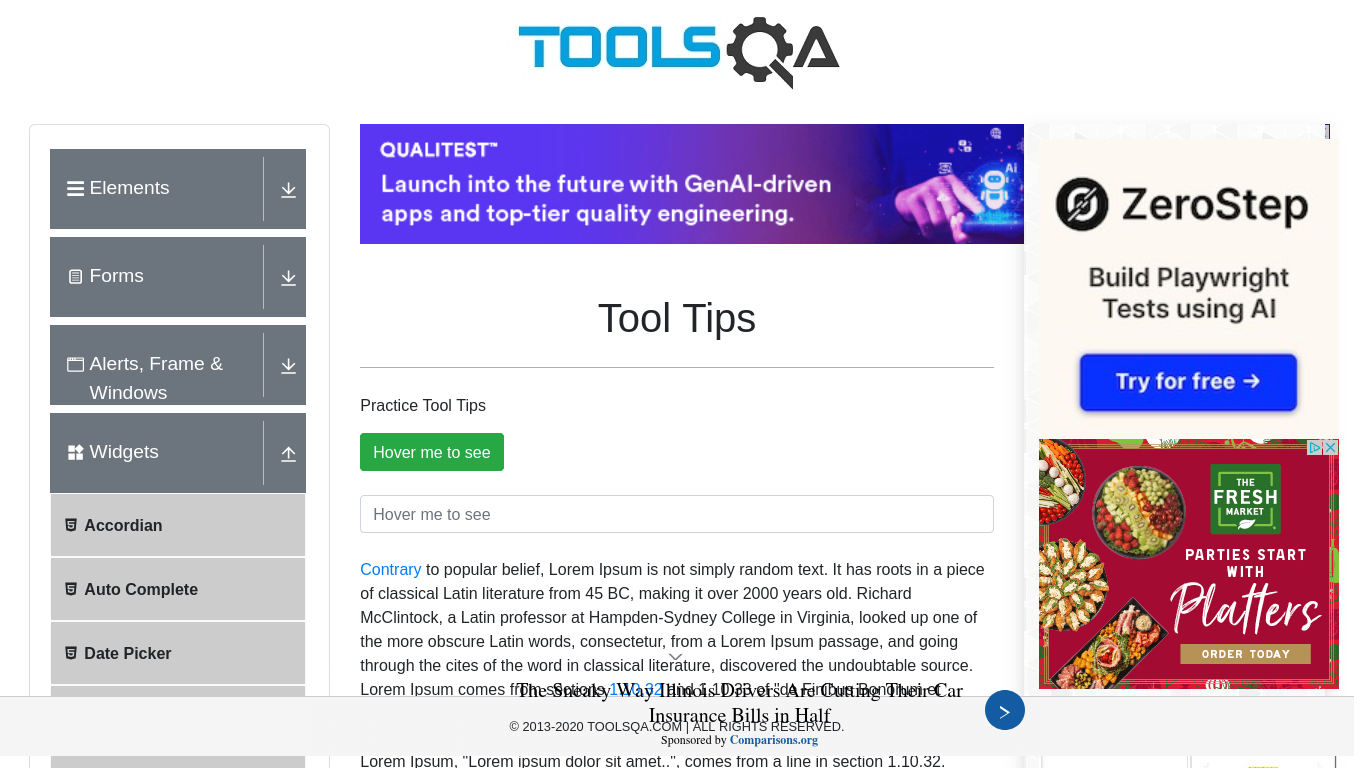 TOOLSQA
Elements
Forms
Alerts, Frame &
Windows
Widgets
Accordian
Auto Complete
Date Picker
QUALITEST™
Launch into the future with GenAI-driven
apps and top-tier quality engineering.
Ai
Tool Tips
Practice Tool Tips
Hover me to see
Hover me to see
Contrary to popular belief, Lorem Ipsum is not simply random text. It has roots in a piece
of classical Latin literature from 45 BC, making it over 2000 years old. Richard
McClintock, a Latin professor at Hampden-Sydney College in Virginia, looked up one of
the more obscure Latin words, consectetur, from a Lorem Ipsum passage, and going
through the cites of the word in classical literature, discovered the undoubtable source.
Lorem Ipsum comes from sections 1.10.32 and 1.10.33 of "de Finibus Bonorum et
The Sneaky Way Illinois Drivers Are Cutting Their Car
Insurance Bills in Half
© 2013-2020 TOOLSQA.COM | ALL RIGHTS RESERVED.
Sponsored by Comparisons.org
Lorem Ipsum, "Lorem ipsum dolor sit amet..", comes from a line in section 1.10.32.
ZeroStep
Build Playwright
Tests using AI
Try for free →
THE
FRESH
MARKET
PARTIES START
WITH
Platters
ORDER TODAY